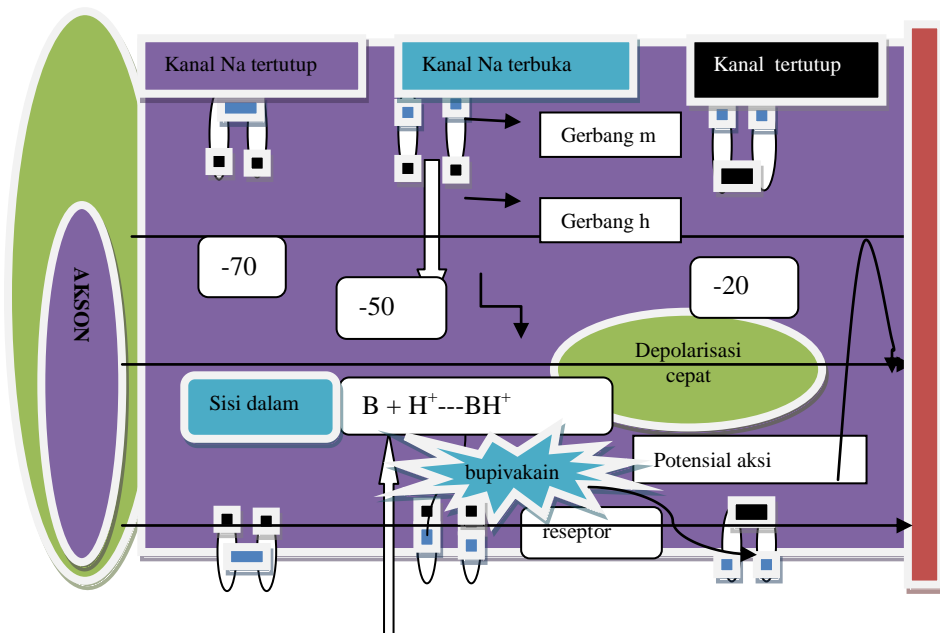 Kanal Na tertutup
Kanal Na terbuka
Kanal tertutup
Gerbang m
Gerbang h
AKSON
-70
-50
-20
Depolarisasi
cepat
Sisi dalam
B + H⁺---BH⁺
bupivakain
Potensial aksi
reseptor